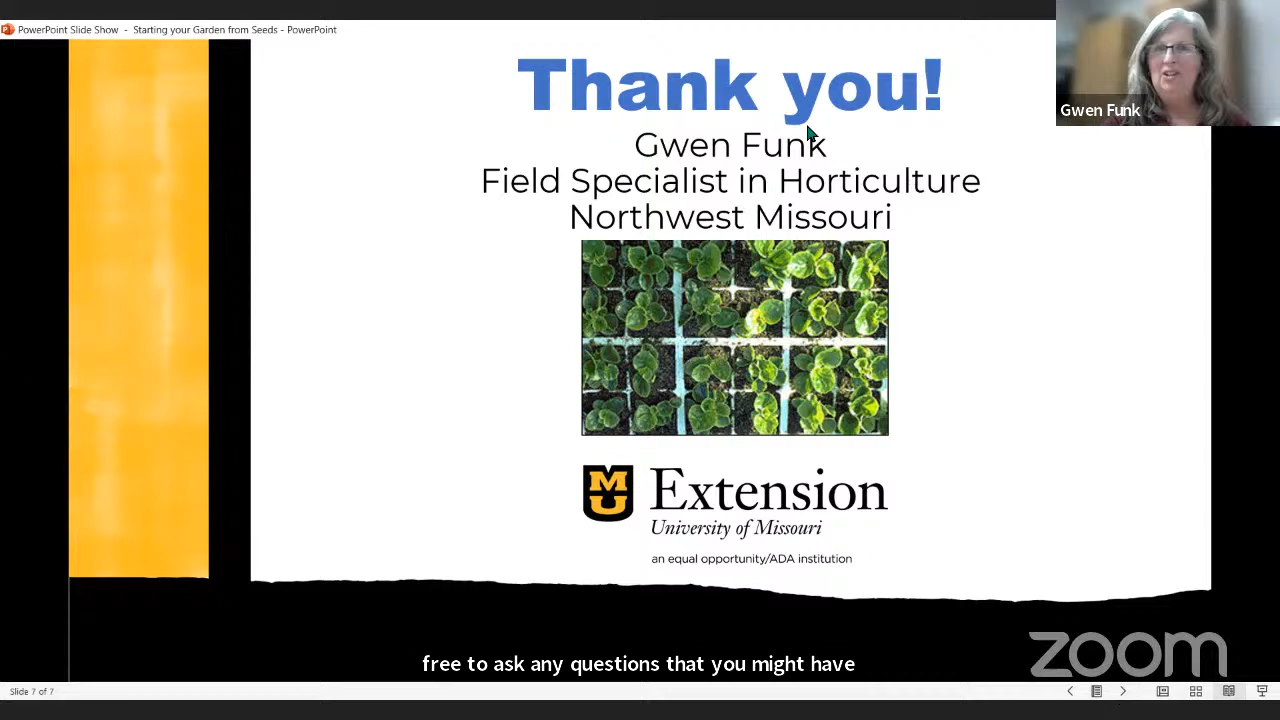 PowerPoint Slide Show - Starting your Garden from Seeds - PowerPoint
Thank you!
Gwen Funk
Gwen Funk
Field Specialist in Horticulture
Northwest Missouri
MU
Extension
University of Missouri
an equal opportunity/ADA institution
free to ask any questions that you might have
zoom
Slide 7 of 7